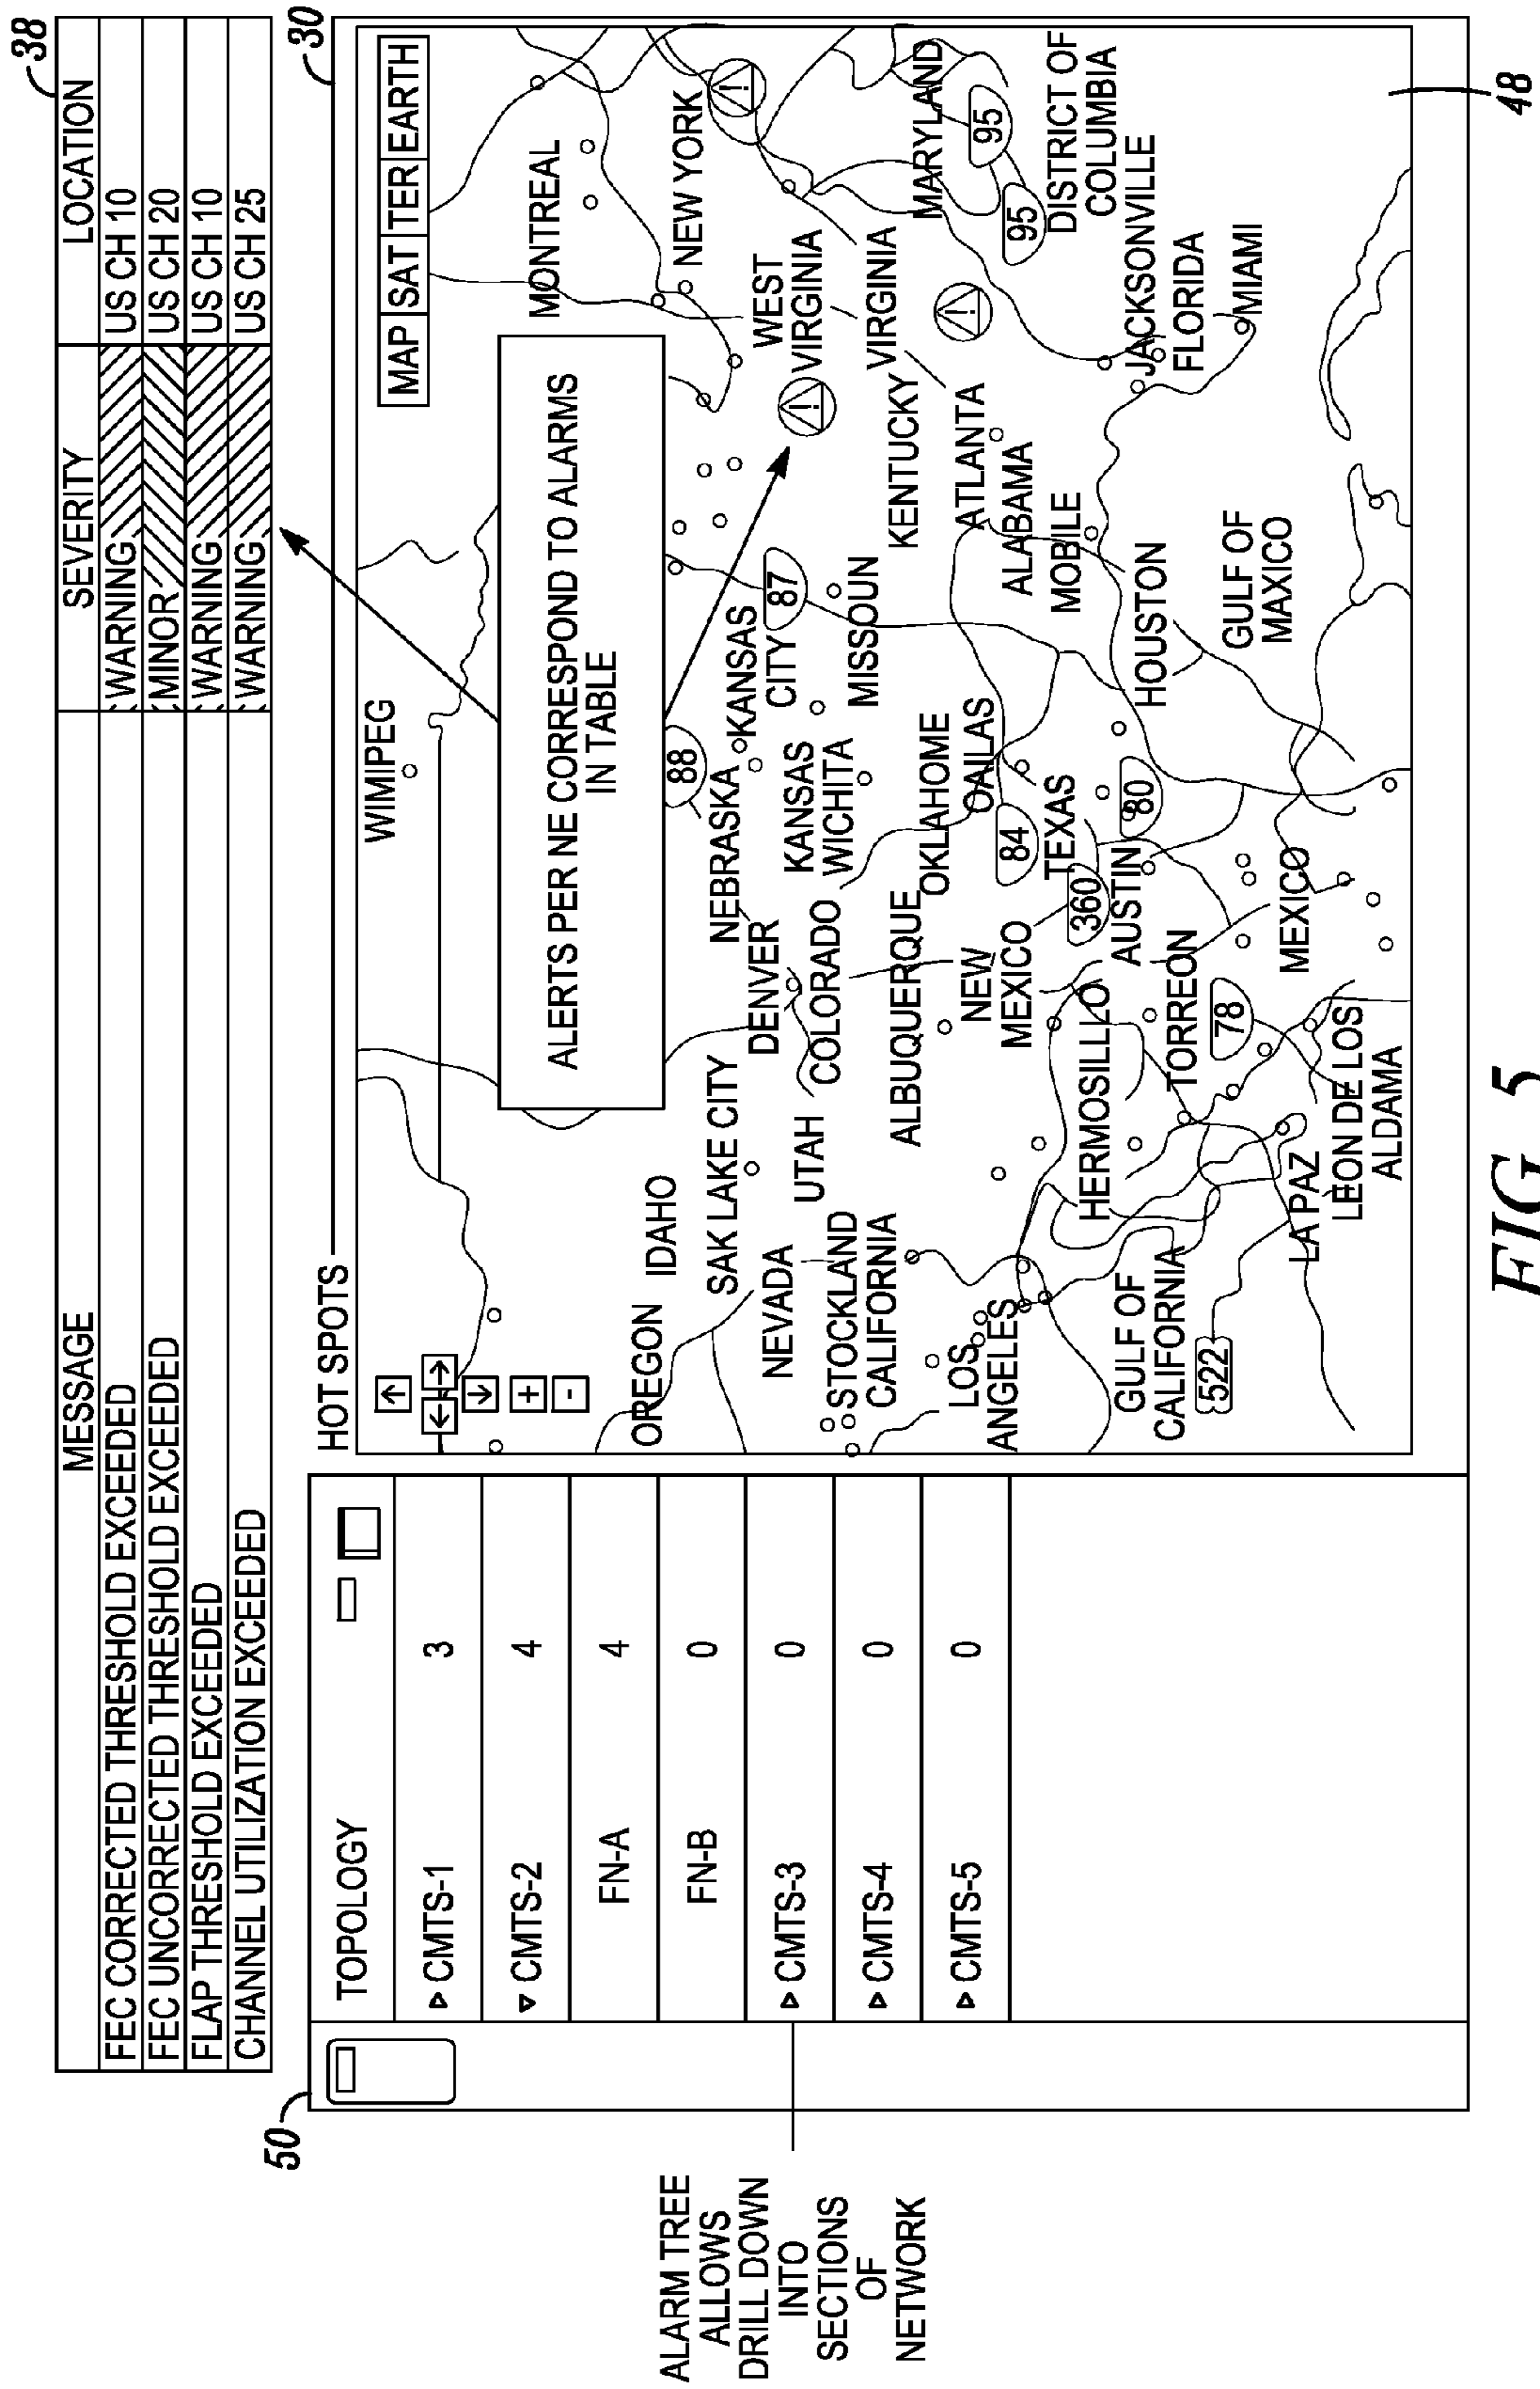 38
MESSAGE SEVERITY LOCATION
FEC CORRECTED THRESHOLD EXCEEDED WARNING US CH 10
FEC UNCORRECTED THRESHOLD EXCEEDED MINOR US CH 20
FLAP THRESHOLD EXCEEDED WARNING US CH 10
CHANNEL UTILIZATION EXCEEDED WARNING US CH 25
50
TOPOLOGY
CMTS-1 3
CMTS-2 4
FN-A 4
FN-B 0
CMTS-3 0
CMTS-4 0
CMTS-5 0
ALARM TREE
ALLOWS
DRILL DOWN
INTO
SECTIONS
OF
NETWORK
HOT SPOTS
30
MAP SAT TER EARTH
+
-
WIMIPEG
ALERTS PER NE CORRESPOND TO ALARMS
IN TABLE
MONTREAL
OREGON
IDAHO
NEW YORK
88
SAK LAKE CITY
NEBRASKA
KANSAS
CITY
87
NEVADA
DENVER
WEST
VIRGINIA
UTAH
COLORADO
KANSAS
WICHITA
MISSOUN
STOCKLAND
CALIFORNIA
VIRGINIA
KENTUCKY
MARYLAND
ALBUQUERQUE
OKLAHOME
95
95
LOS
ANGELES
NEW
MEXICO
OAILAS
84
ATLANTA
ALABAMA
DISTRICT OF
COLUMBIA
TEXAS
MOBILE
360
HERMOSILLLO
AUSTIN
80
HOUSTON
JACKSONVILLE
FLORIDA
GULF OF
CALIFORNIA
TORREON
78
522
GULF OF
MAXICO
MIAMI
MEXICO
LA PAZ
LEON DE LOS
ALDAMA
48
FIG. 5